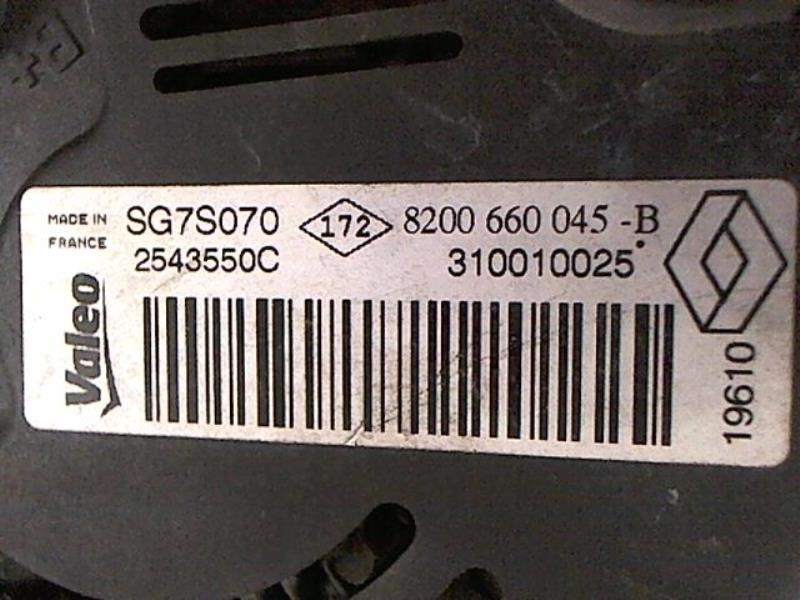 MADE IN FRANCE
SG7S070 172 8200 660 045 -B
2543550C 310010025
Valeo
19610